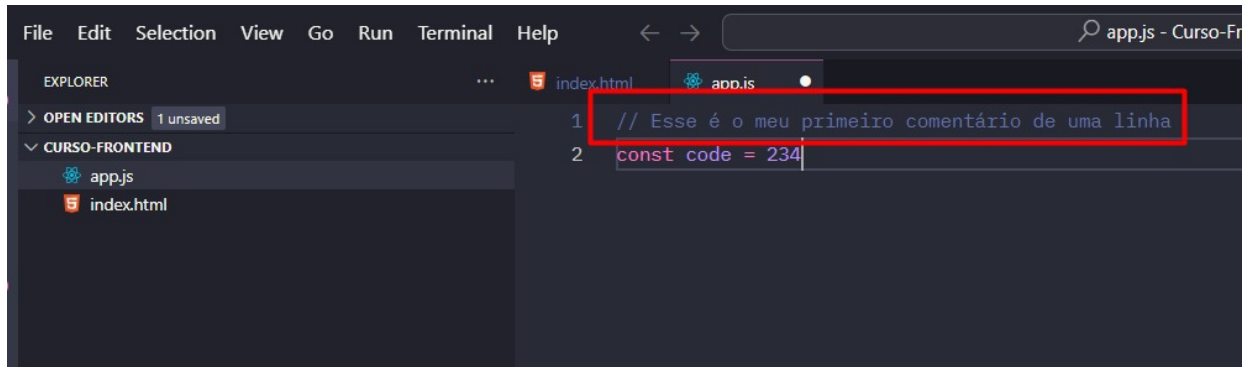 File Edit Selection View Go Run Terminal Help ← → app.js - Curso-Fr
EXPLORER ...
index.html app.js
> OPEN EDITORS 1 unsaved
CURSO-FRONTEND
app.js
index.html
1 // Esse é o meu primeiro comentário de uma linha
2 const code = 234